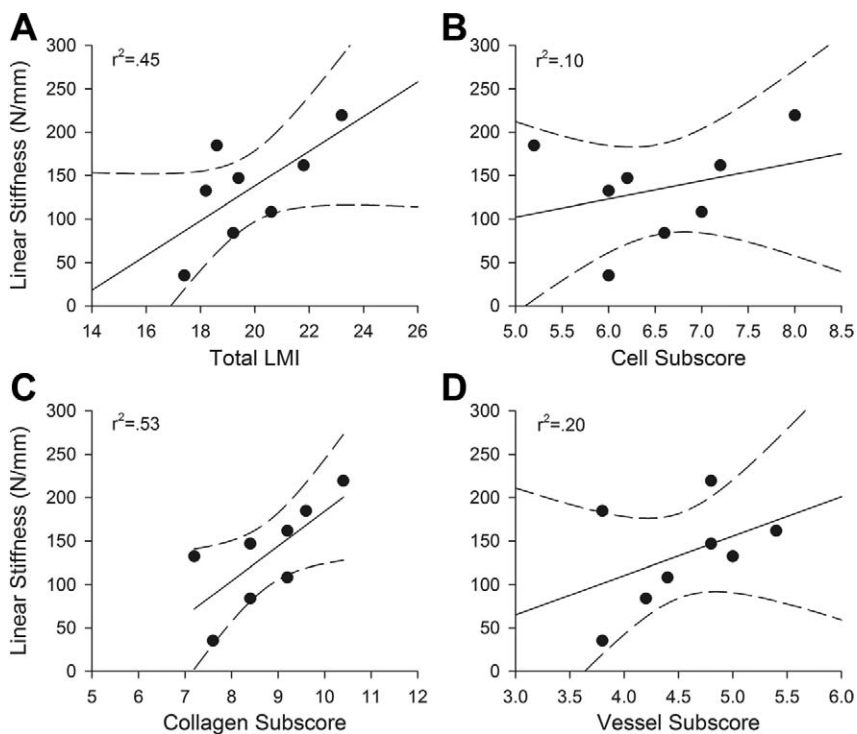 A
B
r²=.45
r²=.10
Linear Stiffness (N/mm)
300
250
200
150
100
50
0
14 16 18 20 22 24 26
Total LMI
300
250
200
150
100
50
0
5.0 5.5 6.0 6.5 7.0 7.5 8.0 8.5
Cell Subscore
C
D
r²=.53
r²=.20
Linear Stiffness (N/mm)
300
250
200
150
100
50
0
5 6 7 8 9 10 11 12
Collagen Subscore
300
250
200
150
100
50
0
3.0 3.5 4.0 4.5 5.0 5.5 6.0
Vessel Subscore